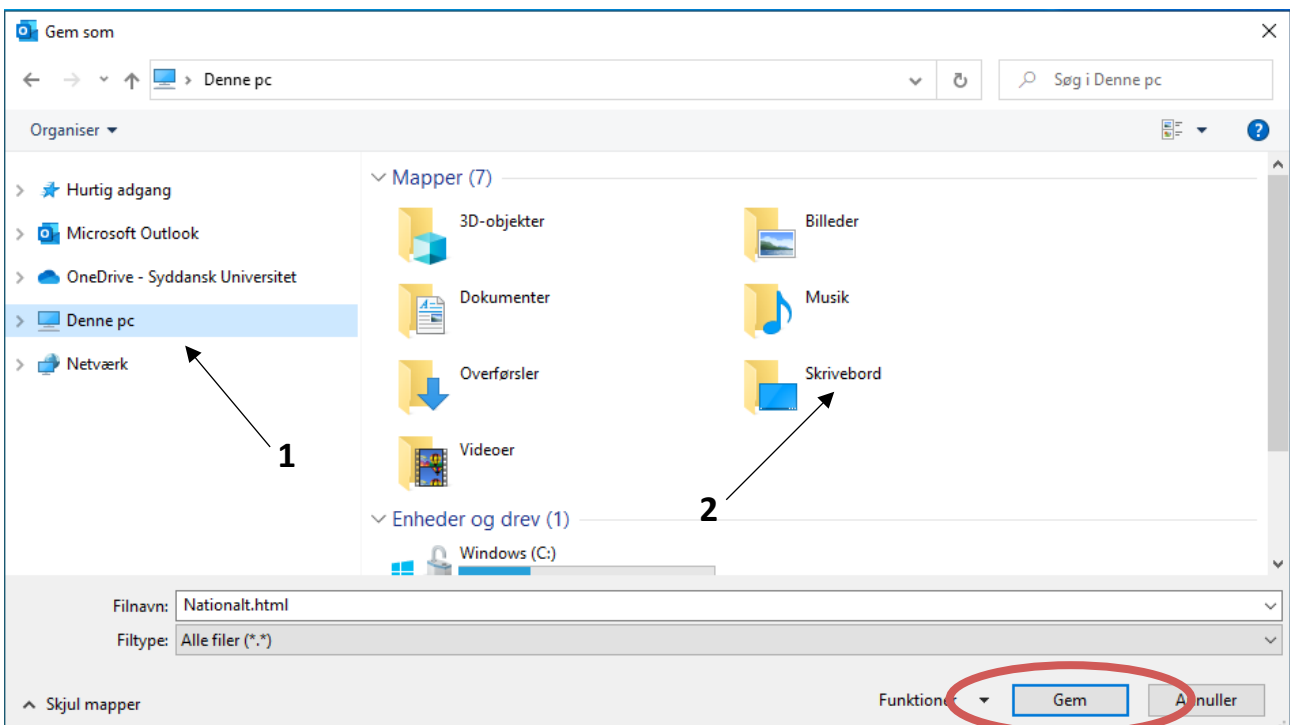 Gem som
Denne pc
Søg i Denne pc
Organiser
Hurtig adgang
Microsoft Outlook
OneDrive - Syddansk Universitet
Denne pc
Netværk
1
Mapper (7)
3D-objekter
Billeder
Dokumenter
Musik
Overførsler
Skrivebord
Videoer
2
Enheder og drev (1)
Windows (C:)
Filnavn: Nationalt.html
Filtype: Alle filer (*.*)
Skjul mapper
Funktioner
Gem
Annuller